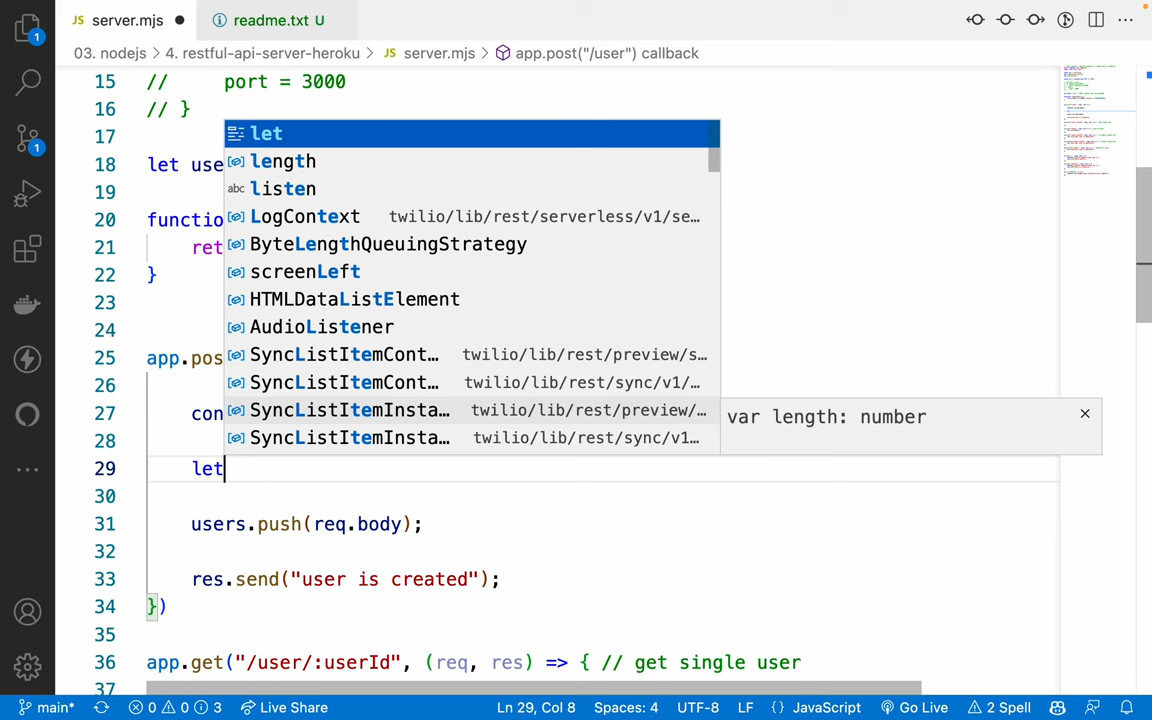 JS server.mjs ● readme.txt U
03. nodejs > 4. restful-api-server-heroku > JS server.mjs > app.post("/user") callback
15 // port = 3000
16 // }
17
18 let use
19
20 functio
21 ret
22 }
23
24
25 app.pos
26
27 con
28
29 let
30
31 users.push(req.body);
32
33 res.send("user is created");
34 })
35
36 app.get("/user/:userId", (req, res) => { // get single user
37
let
length
abc listen
LogContext twilio/lib/rest/serverless/v1/se…
ByteLengthQueuingStrategy
screenLeft
HTMLDataListElement
AudioListener
SyncListItemCont… twilio/lib/rest/preview/s…
SyncListItemCont… twilio/lib/rest/sync/v1/…
SyncListItemInsta… twilio/lib/rest/preview/…
SyncListItemInsta… twilio/lib/rest/sync/v1…
var length: number
1
1
main* 0 0 3 Live Share Ln 29, Col 8 Spaces: 4 UTF-8 LF {} JavaScript Go Live 2 Spell